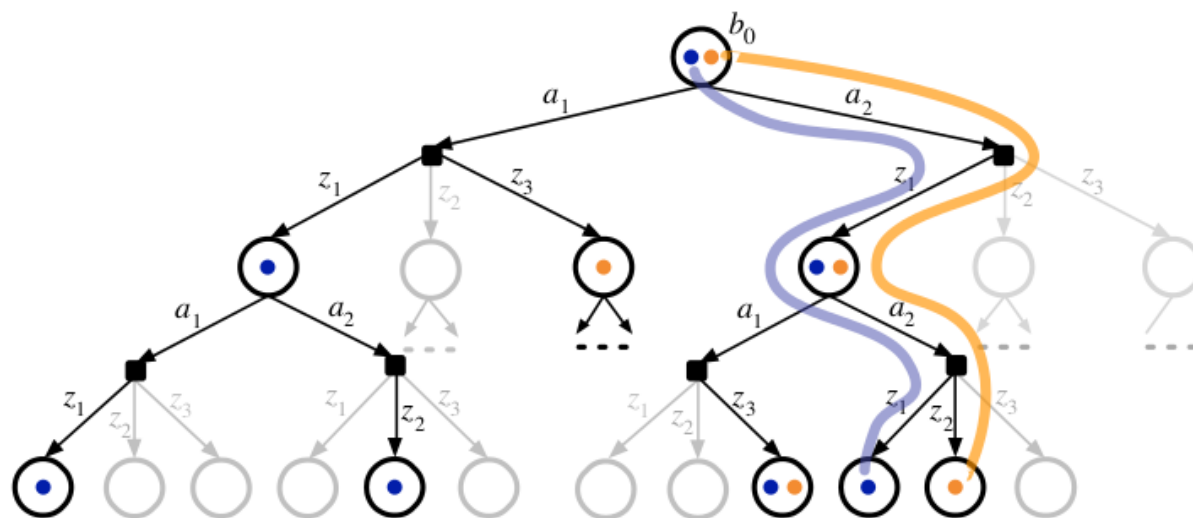 b₀
a₁ a₂
z₁ z₂ z₃ z₁ z₂ z₃
a₁ a₂ a₁ a₂
z₁ z₂ z₃ z₁ z₂ z₃ z₁ z₂ z₃ z₁ z₂ z₃